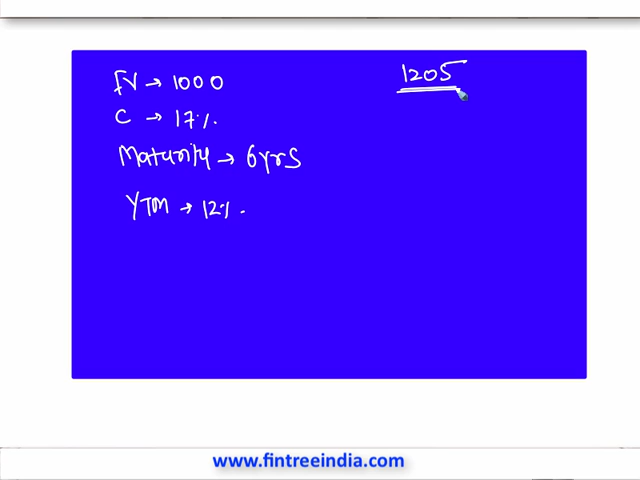 FV → 1000
1205
C → 17%
Maturity → 6yrs
YTM → 12%.
www.fintreeindia.com